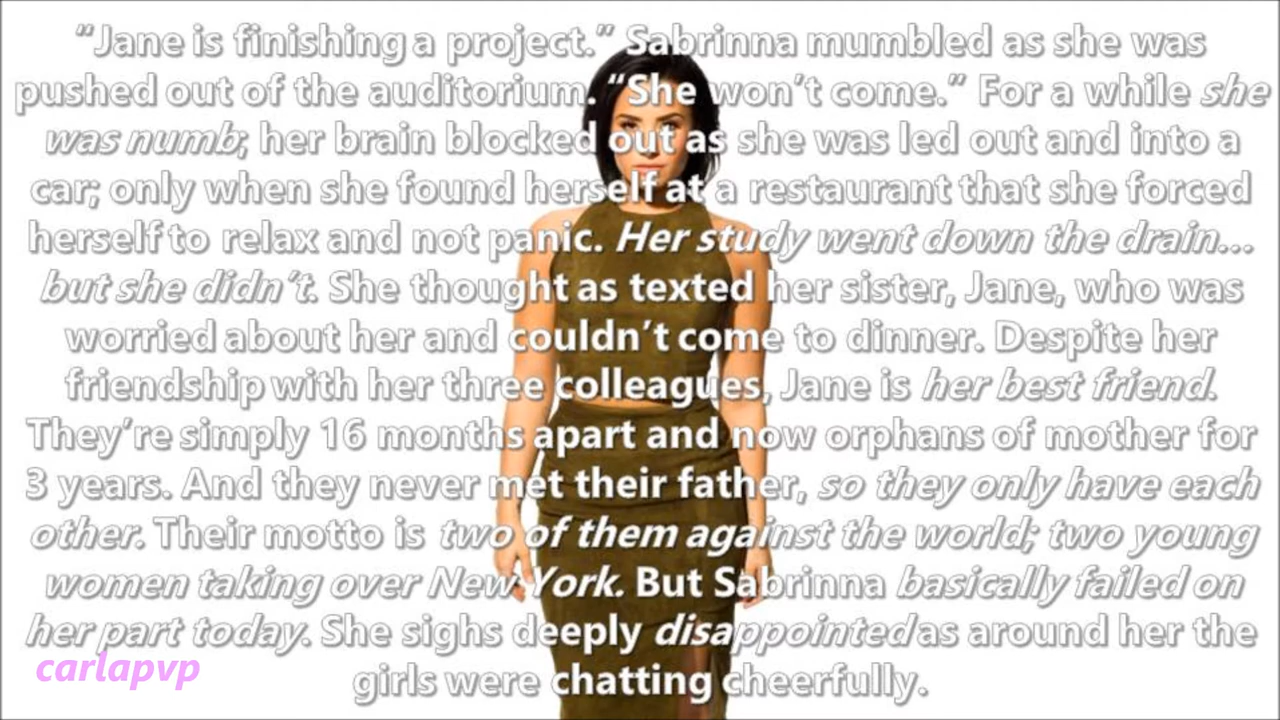 “Jane is finishing a project.” Sabrinna mumbled as she was
pushed out of the auditorium. “She won’t come.” For a while she
was numb; her brain blocked out as she was led out and into a
car; only when she found herself at a restaurant that she forced
herself to relax and not panic. Her study went down the drain...
but she didn’t. She thought as texted her sister, Jane, who was
worried about her and couldn’t come to dinner. Despite her
friendship with her three colleagues, Jane is her best friend.
They’re simply 16 months apart and now orphans of mother for
3 years. And they never met their father, so they only have each
other. Their motto is two of them against the world; two young
women taking over New York. But Sabrinna basically failed on
her part today. She sighs deeply disappointed as around her the
girls were chatting cheerfully.
carlapvp